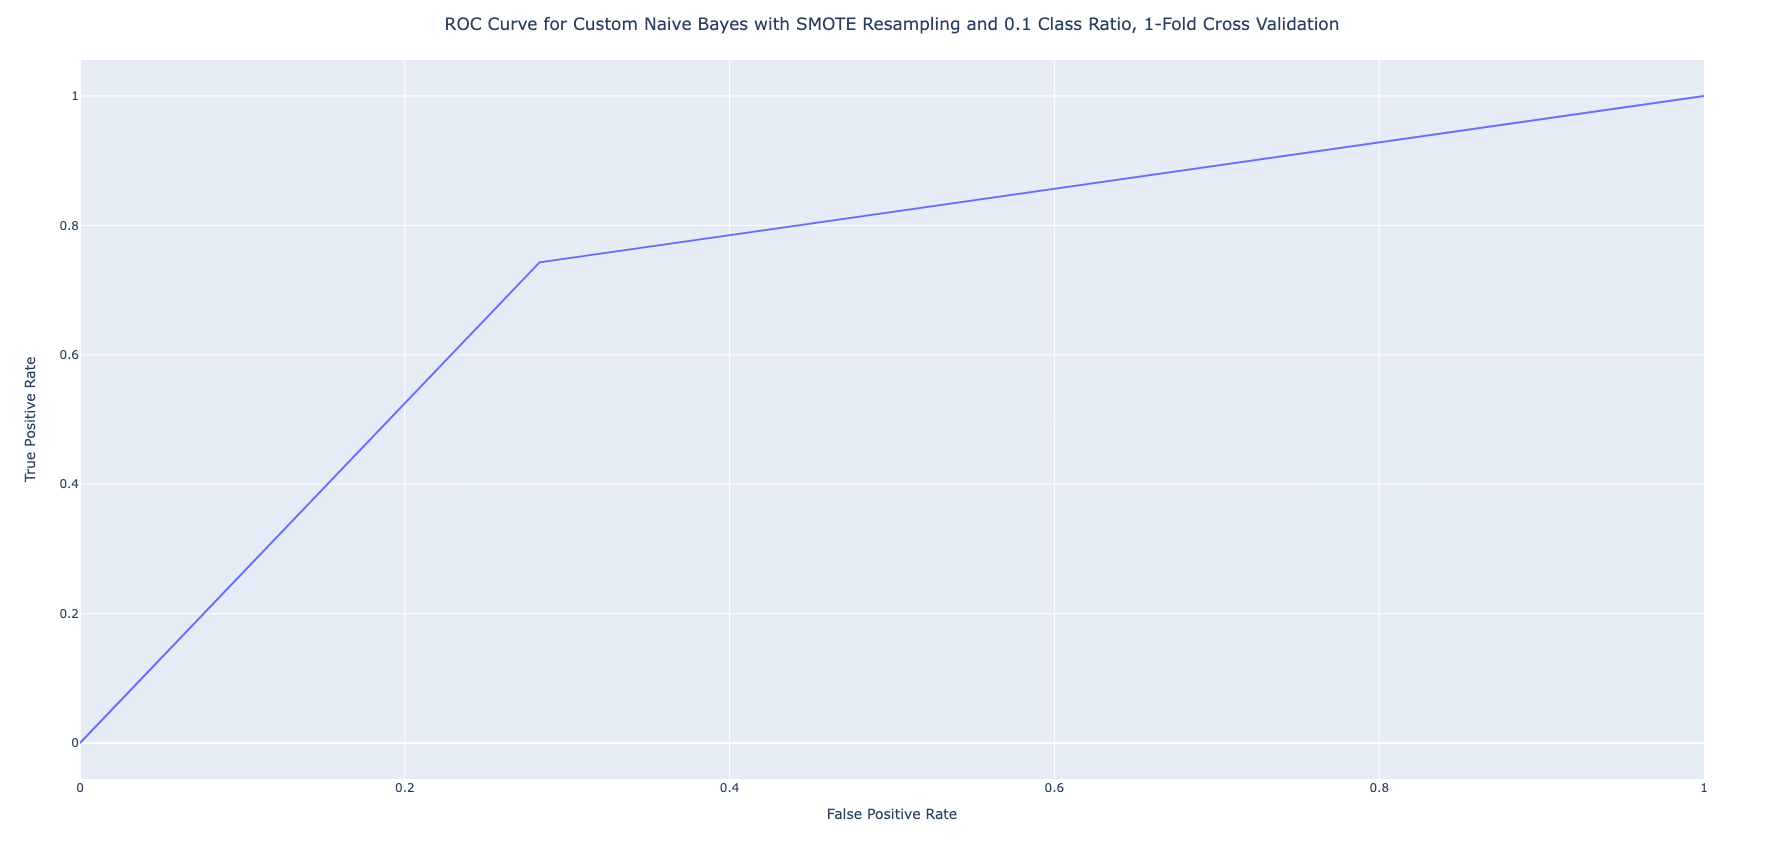 ROC Curve for Custom Naive Bayes with SMOTE Resampling and 0.1 Class Ratio, 1-Fold Cross Validation
1
0.8
0.6
0.4
0.2
0
True Positive Rate
0 0.2 0.4 0.6 0.8 1
False Positive Rate